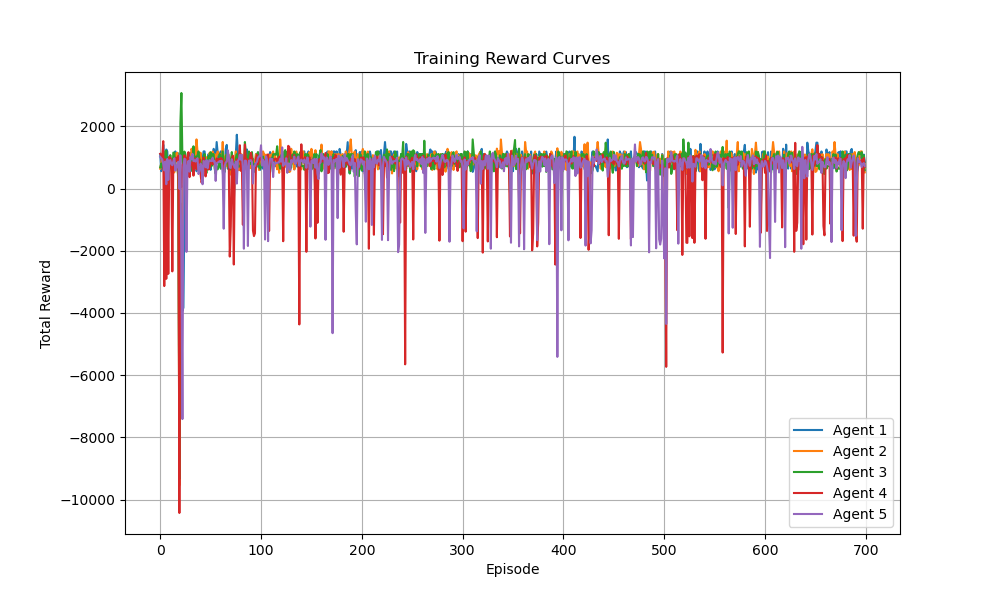 Training Reward Curves
Total Reward
2000
0
−2000
−4000
−6000
−8000
−10000
0 100 200 300 400 500 600 700
Episode
Agent 1
Agent 2
Agent 3
Agent 4
Agent 5